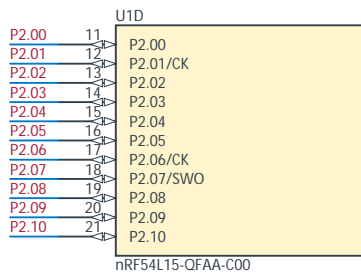 U1D
P2.00 11 P2.00
P2.01 12 P2.01/CK
P2.02 13 P2.02
P2.03 14 P2.03
P2.04 15 P2.04
P2.05 16 P2.05
P2.06 17 P2.06/CK
P2.07 18 P2.07/SWO
P2.08 19 P2.08
P2.09 20 P2.09
P2.10 21 P2.10
nRF54L15-QFAA-C00